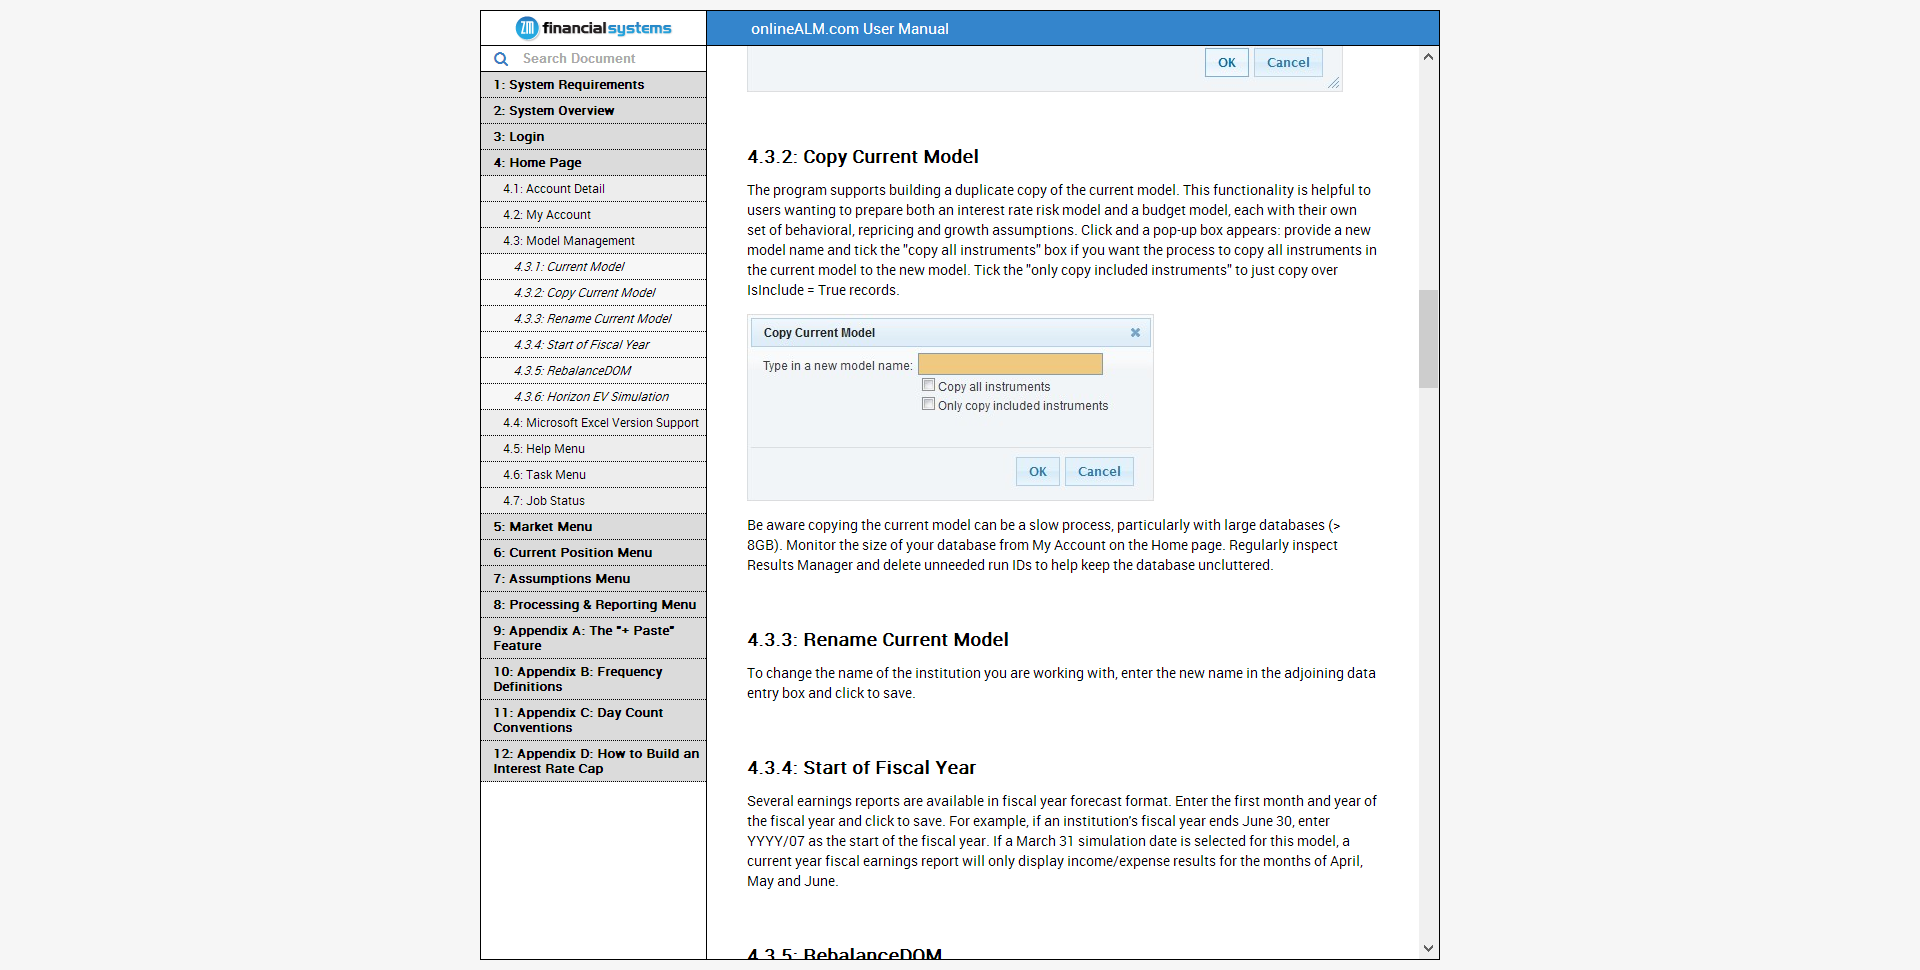 ZM financialsystems
onlineALM.com User Manual
Search Document
1: System Requirements
2: System Overview
3: Login
4: Home Page
4.1: Account Detail
4.2: My Account
4.3: Model Management
4.3.1: Current Model
4.3.2: Copy Current Model
4.3.3: Rename Current Model
4.3.4: Start of Fiscal Year
4.3.5: RebalanceDOM
4.3.6: Horizon EV Simulation
4.4: Microsoft Excel Version Support
4.5: Help Menu
4.6: Task Menu
4.7: Job Status
5: Market Menu
6: Current Position Menu
7: Assumptions Menu
8: Processing & Reporting Menu
9: Appendix A: The "+ Paste"
Feature
10: Appendix B: Frequency
Definitions
11: Appendix C: Day Count
Conventions
12: Appendix D: How to Build an
Interest Rate Cap
OK Cancel
4.3.2: Copy Current Model
The program supports building a duplicate copy of the current model. This functionality is helpful to
users wanting to prepare both an interest rate risk model and a budget model, each with their own
set of behavioral, repricing and growth assumptions. Click and a pop-up box appears: provide a new
model name and tick the "copy all instruments" box if you want the process to copy all instruments in
the current model to the new model. Tick the "only copy included instruments" to just copy over
IsInclude = True records.
Copy Current Model
Type in a new model name:
Copy all instruments
Only copy included instruments
OK Cancel
Be aware copying the current model can be a slow process, particularly with large databases (>
8GB). Monitor the size of your database from My Account on the Home page. Regularly inspect
Results Manager and delete unneeded run IDs to help keep the database uncluttered.
4.3.3: Rename Current Model
To change the name of the institution you are working with, enter the new name in the adjoining data
entry box and click to save.
4.3.4: Start of Fiscal Year
Several earnings reports are available in fiscal year forecast format. Enter the first month and year of
the fiscal year and click to save. For example, if an institution's fiscal year ends June 30, enter
YYYY/07 as the start of the fiscal year. If a March 31 simulation date is selected for this model, a
current year fiscal earnings report will only display income/expense results for the months of April,
May and June.
4.3.5: RebalanceDOM